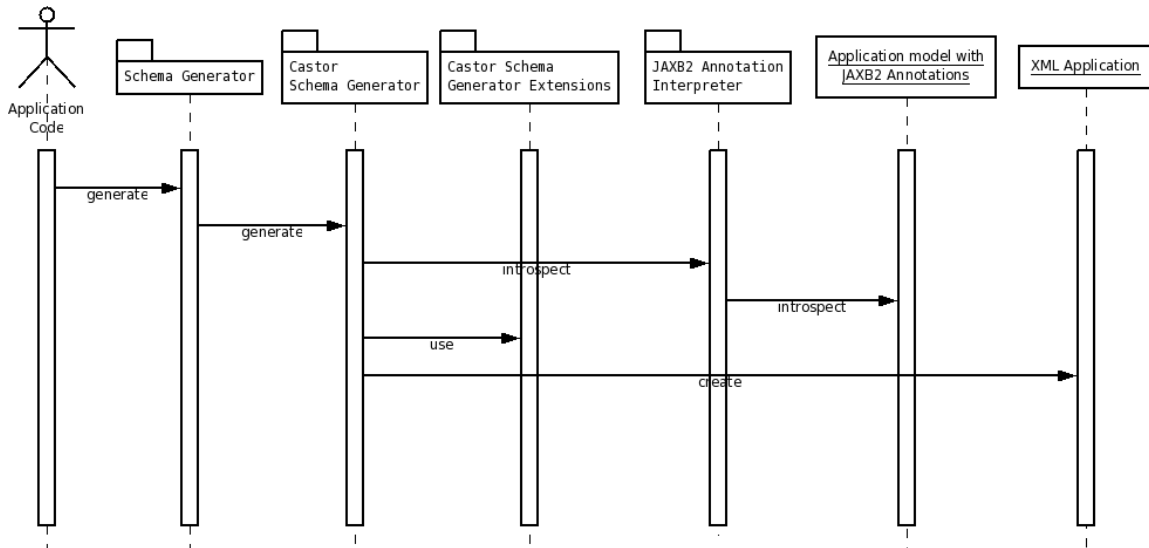 Application
Code
Schema Generator
Castor
Schema Generator
Castor Schema
Generator Extensions
JAXB2 Annotation
Interpreter
Application model with
JAXB2 Annotations
XML Application
generate
generate
introspect
introspect
use
create